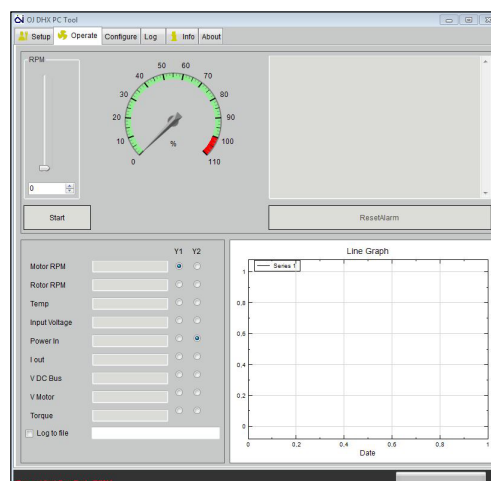 OJ DHX PC Tool
Setup Operate Configure Log Info About
RPM
0
0 10 20 30 40 50 60 70 80 90 100 110
%
Start
ResetAlarm
Y1 Y2
Motor RPM
Rotor RPM
Temp
Input Voltage
Power In
I out
V DC Bus
V Motor
Torque
Log to file
Line Graph
Series 1
1
0,8
0,6
0,4
0,2
0
0 0,2 0,4 0,6 0,8 1
Date